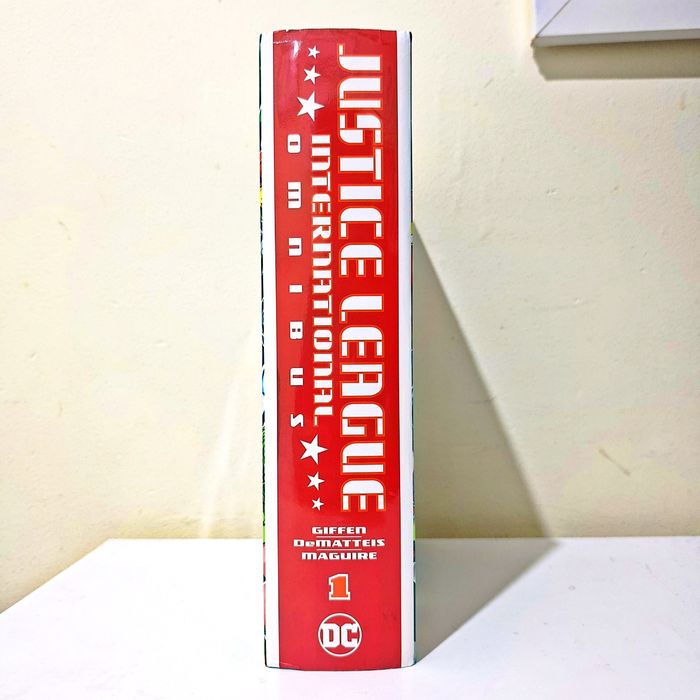 JUSTICE LEAGUE
INTERNATIONAL
OMNIBUS
GIFFEN
DeMATTEIS
MAGUIRE
1
DC